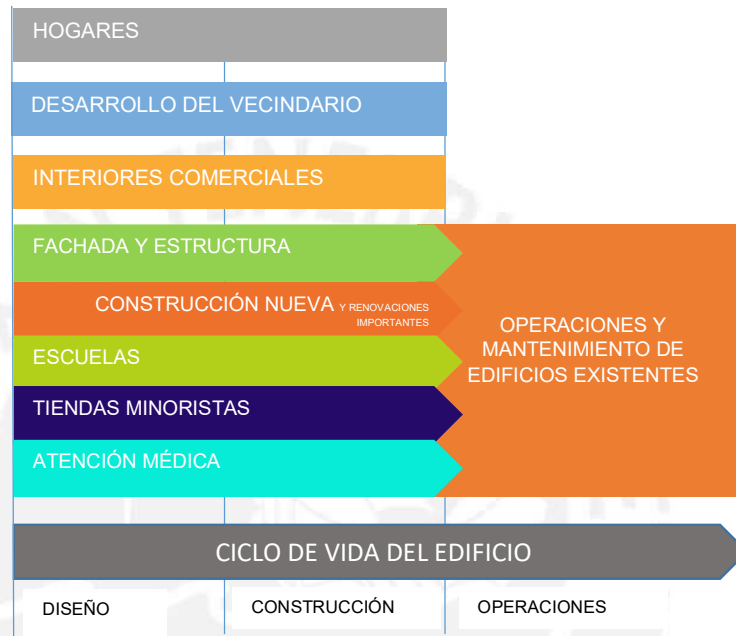 HOGARES
DESARROLLO DEL VECINDARIO
INTERIORES COMERCIALES
FACHADA Y ESTRUCTURA
CONSTRUCCIÓN NUEVA Y RENOVACIONES
IMPORTANTES
ESCUELAS
TIENDAS MINORISTAS
ATENCIÓN MÉDICA
OPERACIONES Y
MANTENIMIENTO DE
EDIFICIOS EXISTENTES
CICLO DE VIDA DEL EDIFICIO
DISEÑO
CONSTRUCCIÓN
OPERACIONES